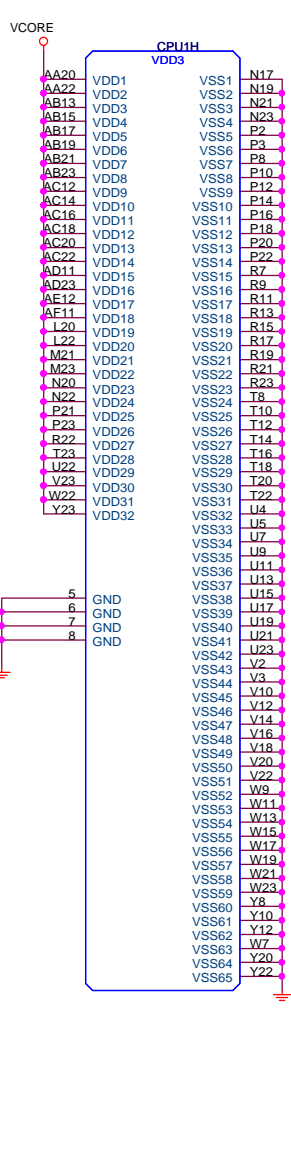 VCORE
CPU1H
VDD3
AA20 VDD1 VSS1 N17
AA22 VDD2 VSS2 N19
AB13 VDD3 VSS3 N21
AB15 VDD4 VSS4 N23
AB17 VDD5 VSS5 P2
AB19 VDD6 VSS6 P3
AB21 VDD7 VSS7 P8
AB23 VDD8 VSS8 P10
AC12 VDD9 VSS9 P12
AC14 VDD10 VSS10 P14
AC16 VDD11 VSS11 P16
AC18 VDD12 VSS12 P18
AC20 VDD13 VSS13 P20
AC22 VDD14 VSS14 P22
AD11 VDD15 VSS15 R7
AD23 VDD16 VSS16 R9
AE12 VDD17 VSS17 R11
AF11 VDD18 VSS18 R13
L20 VDD19 VSS19 R15
L22 VDD20 VSS20 R17
M21 VDD21 VSS21 R19
M23 VDD22 VSS22 R21
N20 VDD23 VSS23 R23
N22 VDD24 VSS24 T8
P21 VDD25 VSS25 T10
P23 VDD26 VSS26 T12
R22 VDD27 VSS27 T14
T23 VDD28 VSS28 T16
U22 VDD29 VSS29 T18
V23 VDD30 VSS30 T20
W22 VDD31 VSS31 T22
Y23 VDD32 VSS32 U4
VSS33 U5
VSS34 U7
VSS35 U9
VSS36 U11
VSS37 U13
5 GND VSS38 U15
6 GND VSS39 U17
7 GND VSS40 U19
8 GND VSS41 U21
VSS42 U23
VSS43 V2
VSS44 V3
VSS45 V10
VSS46 V12
VSS47 V14
VSS48 V16
VSS49 V18
VSS50 V20
VSS51 V22
VSS52 W9
VSS53 W11
VSS54 W13
VSS55 W15
VSS56 W17
VSS57 W19
VSS58 W21
VSS59 W23
VSS60 Y8
VSS61 Y10
VSS62 Y12
VSS63 W7
VSS64 Y20
VSS65 Y22